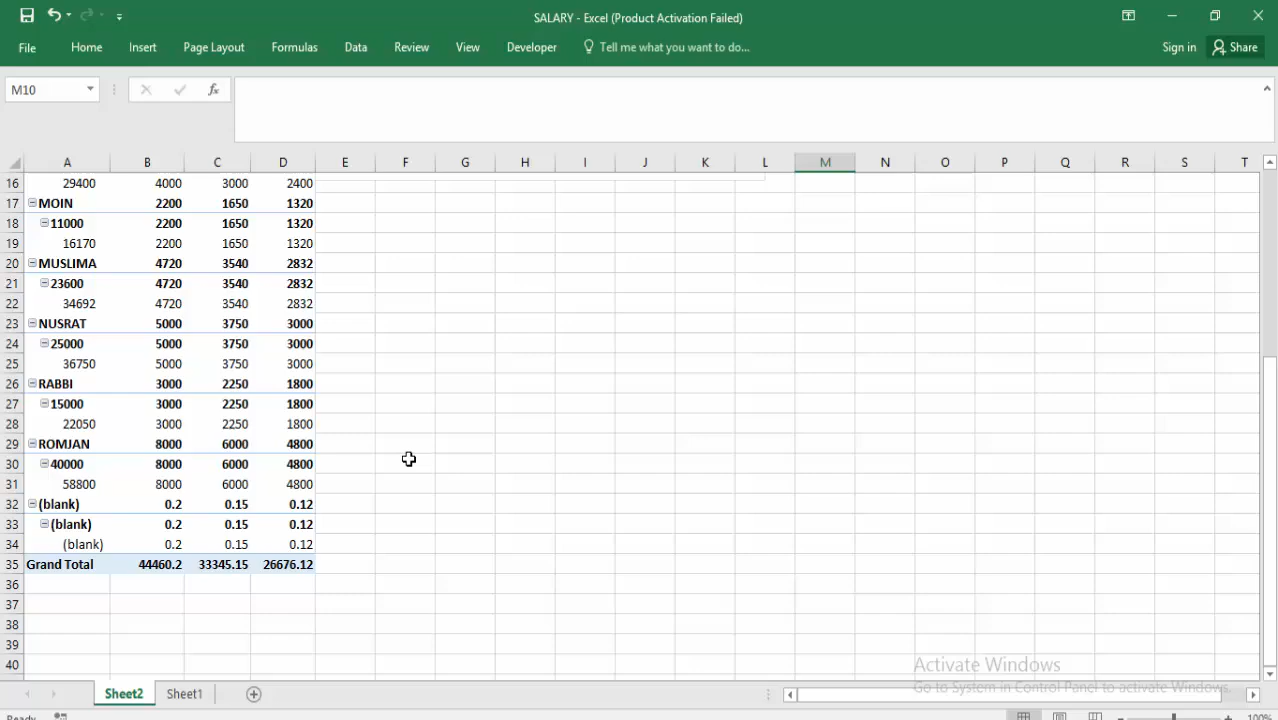 SALARY - Excel (Product Activation Failed)
File Home Insert Page Layout Formulas Data Review View Developer Tell me what you want to do... Sign in Share
M10 fx
A B C D E F G H I J K L M N O P Q R S T
16 29400 4000 3000 2400
17 MOIN 2200 1650 1320
18 11000 2200 1650 1320
19 16170 2200 1650 1320
20 MUSLIMA 4720 3540 2832
21 23600 4720 3540 2832
22 34692 4720 3540 2832
23 NUSRAT 5000 3750 3000
24 25000 5000 3750 3000
25 36750 5000 3750 3000
26 RABBI 3000 2250 1800
27 15000 3000 2250 1800
28 22050 3000 2250 1800
29 ROMJAN 8000 6000 4800
30 40000 8000 6000 4800
31 58800 8000 6000 4800
32 (blank) 0.2 0.15 0.12
33 (blank) 0.2 0.15 0.12
34 (blank) 0.2 0.15 0.12
35 Grand Total 44460.2 33345.15 26676.12
36
37
38
39
40
Activate Windows
Go to System in Control Panel to activate Windows.
Sheet2 Sheet1
Ready 100%